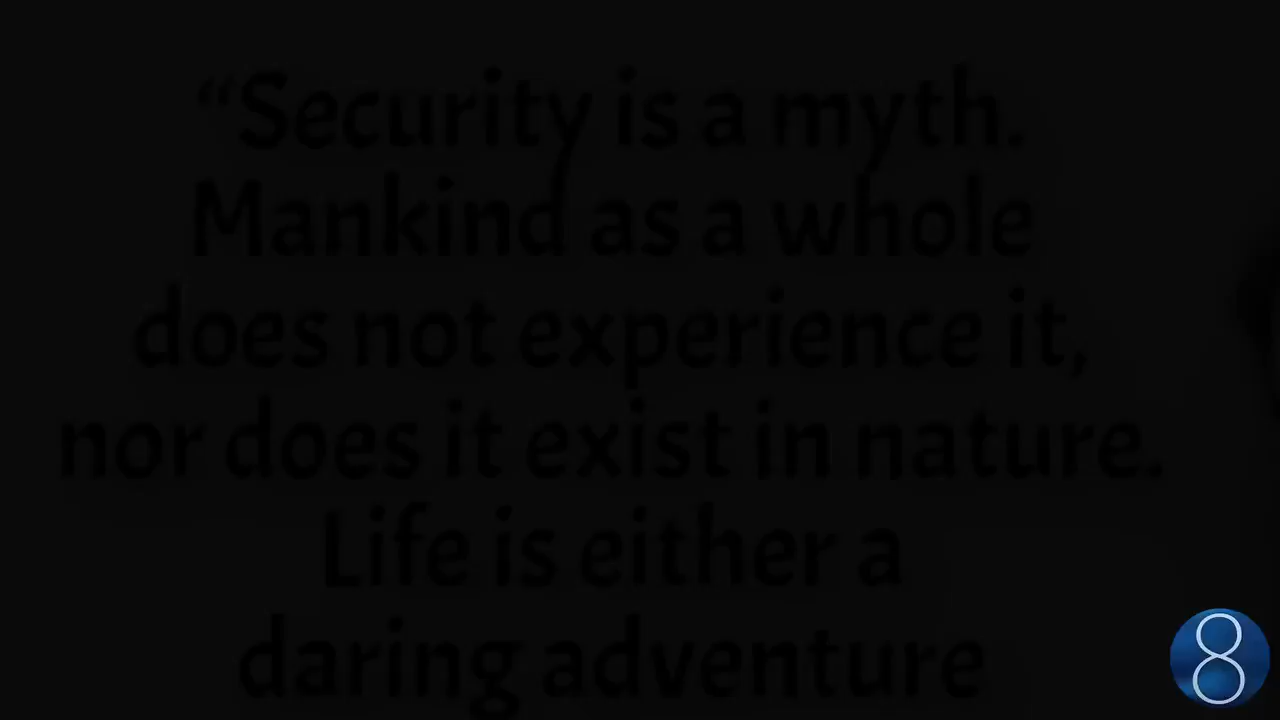 “Security is a myth.
Mankind as a whole
does not experience it,
nor does it exist in nature.
Life is either a
daring adventure
8